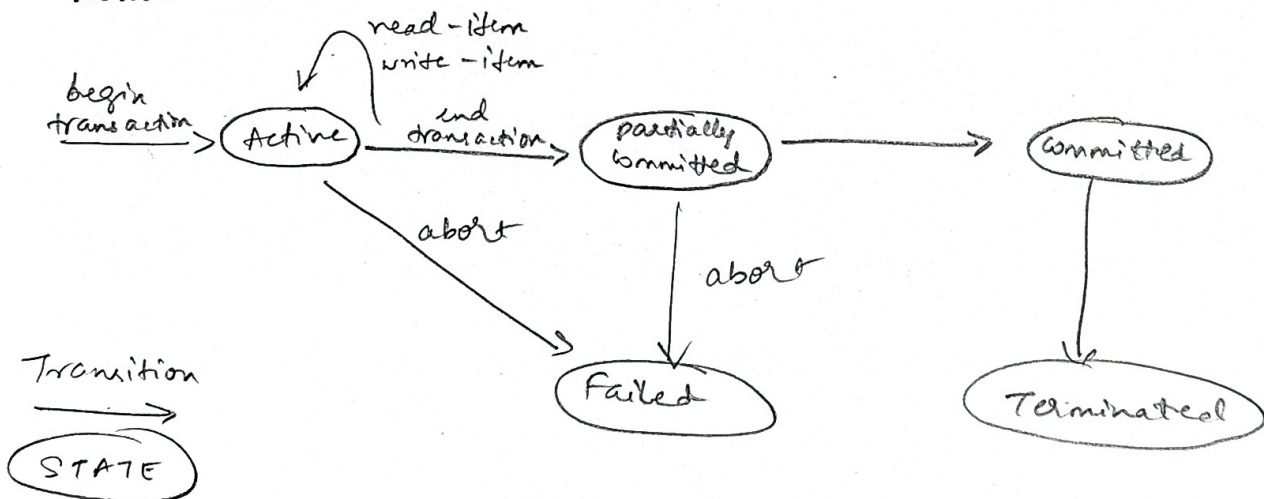 read-item
write-item
begin
transaction
Active
end
transaction
partially
committed
committed
abort
abort
Failed
Terminated
Transition
STATE